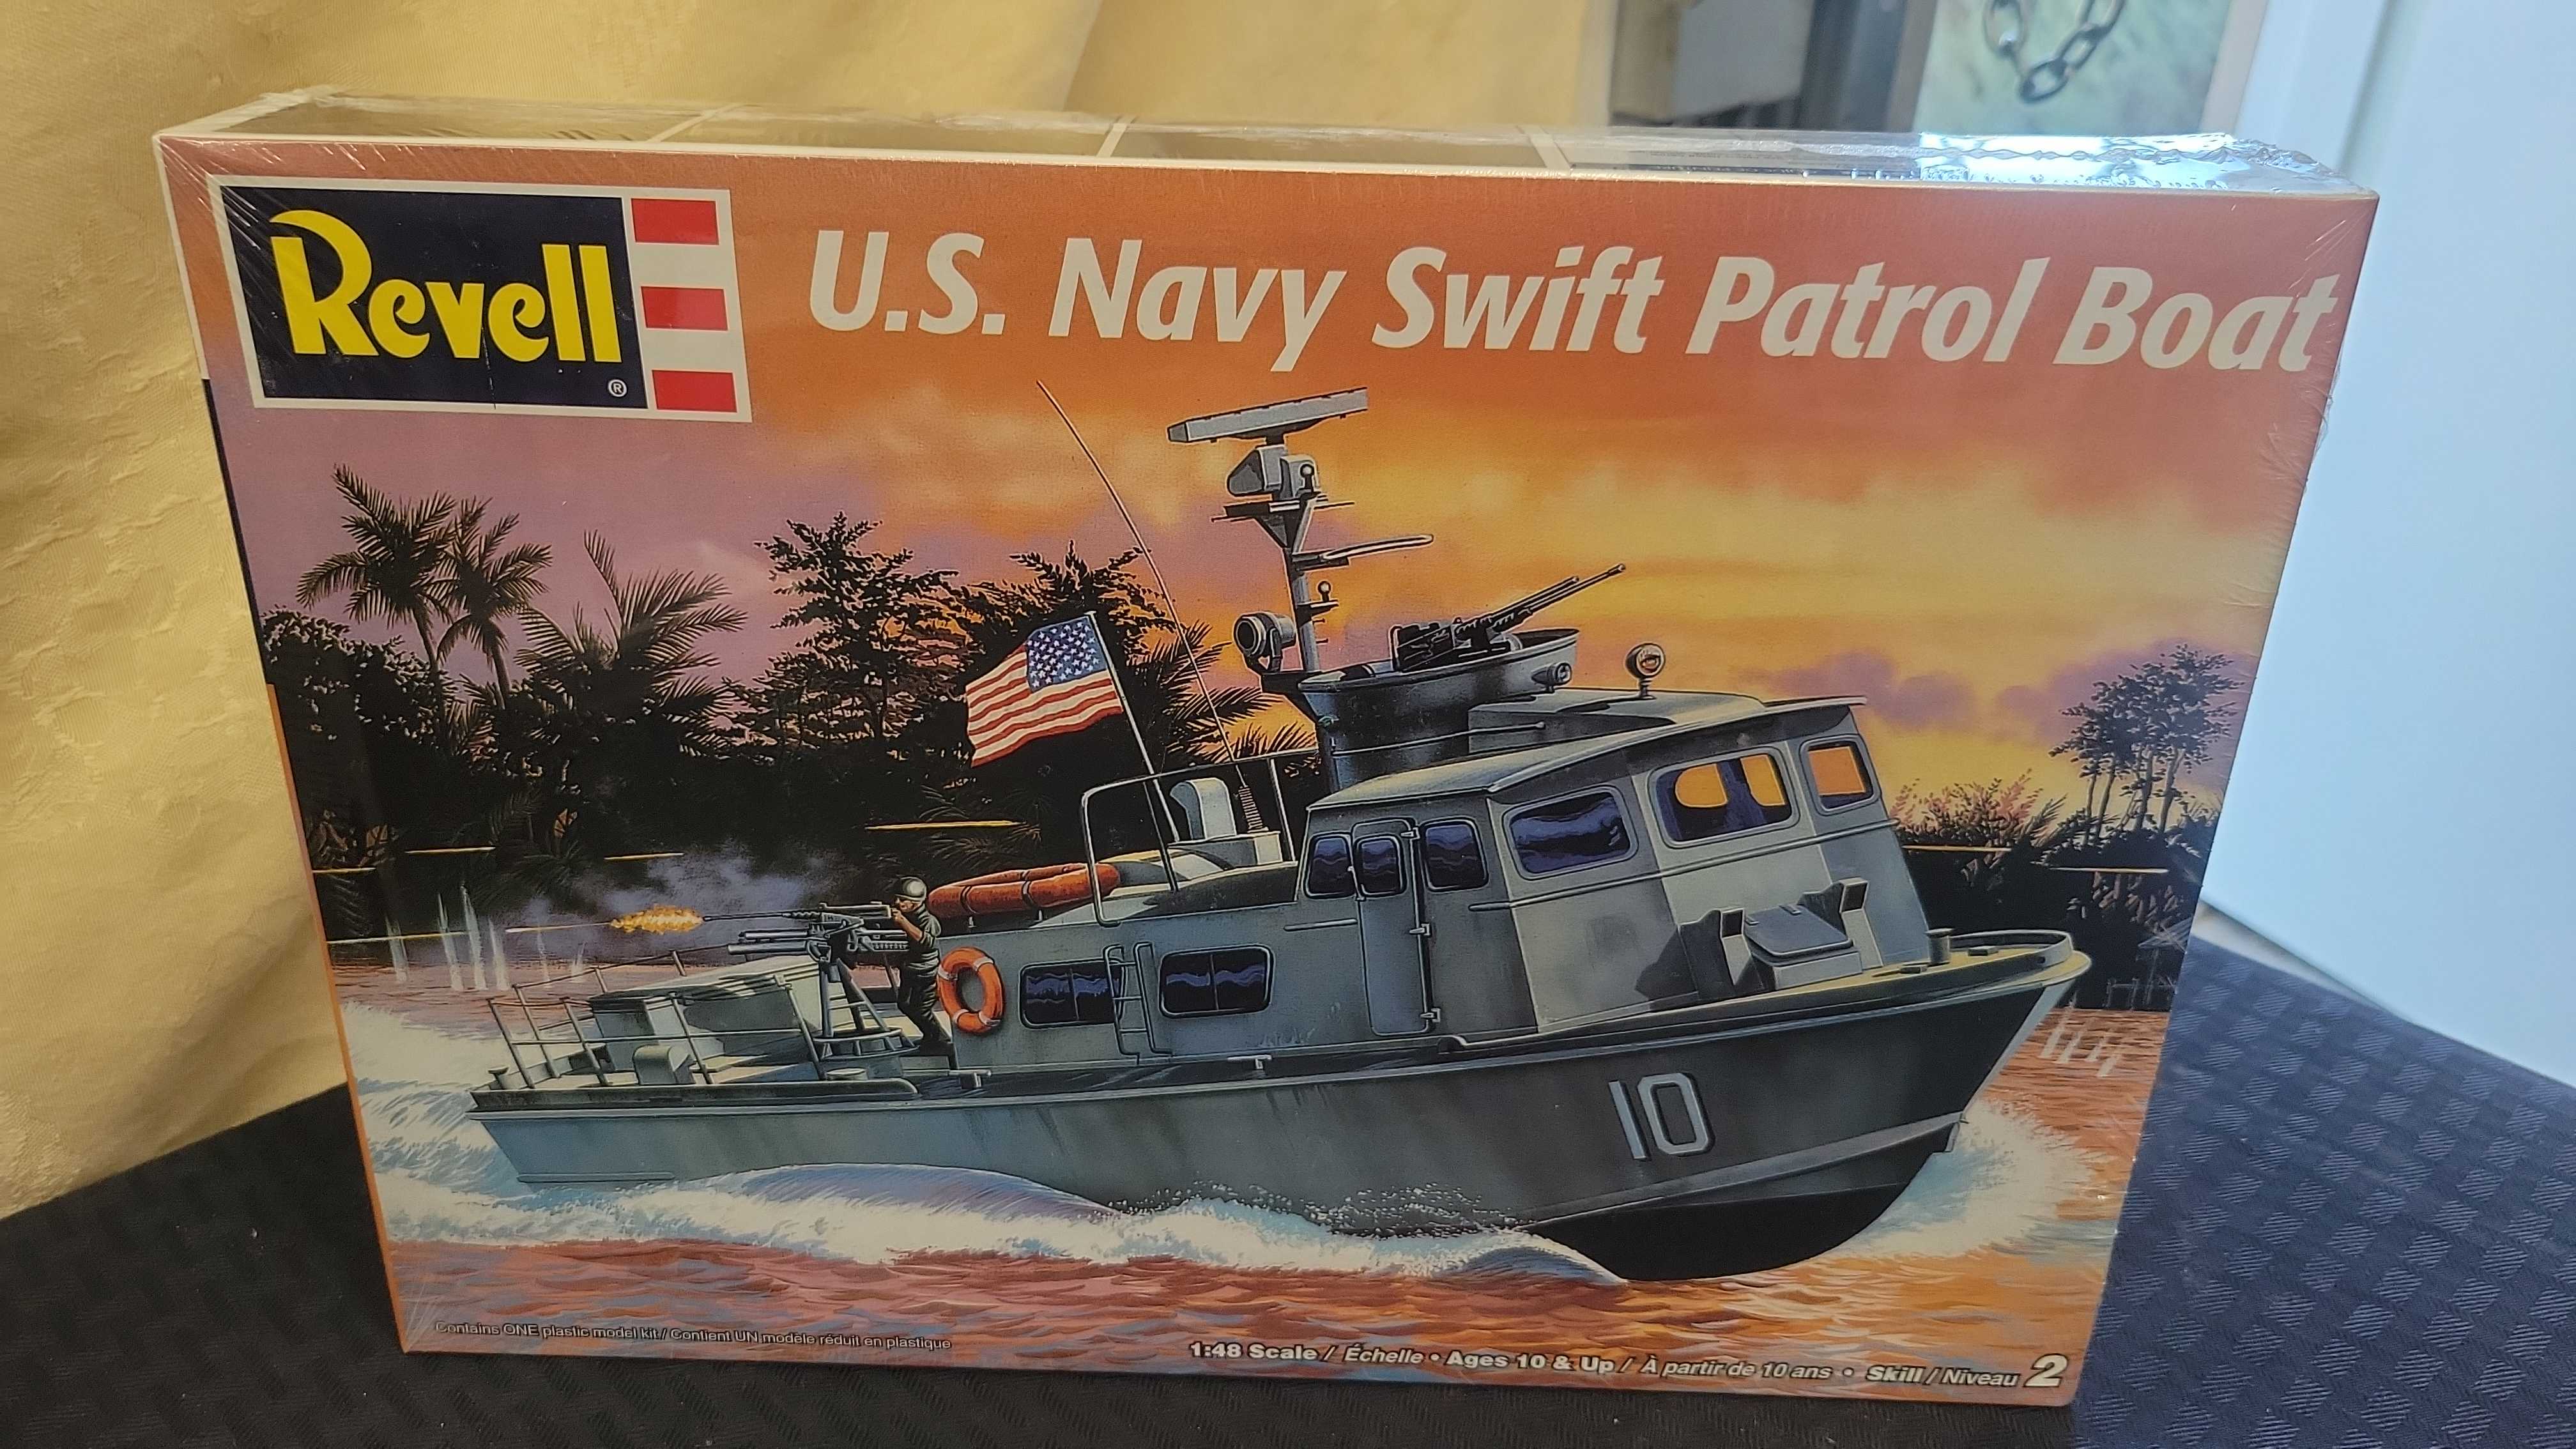 Revell®
U.S. Navy Swift Patrol Boat
10
Contains ONE plastic model kit / Contient UN modèle réduit en plastique
1:48 Scale / Échelle • Ages 10 & Up / À partir de 10 ans • Skill / Niveau 2